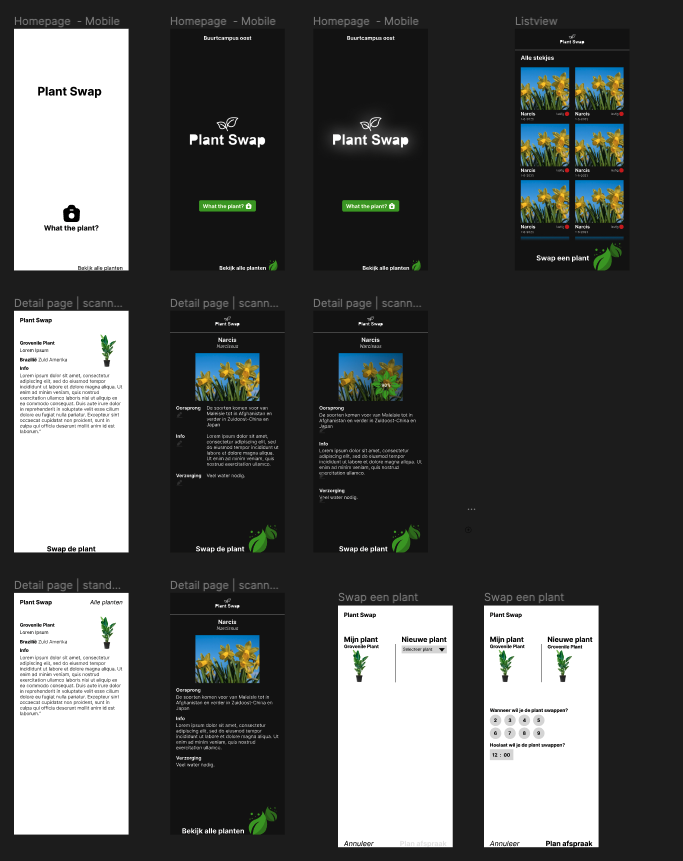 Homepage - Mobile
Homepage - Mobile
Homepage - Mobile
Listview
Plant Swap
What the plant?
Bekijk alle planten
Buurtcampus oost
Plant Swap
What the plant?
Bekijk alle planten
Buurtcampus oost
Plant Swap
What the plant?
Bekijk alle planten
Plant Swap
Alle stekjes
Narcis
Narcis
Narcis
Narcis
Narcis
Narcis
Swap een plant
Detail page | scann...
Detail page | scann...
Detail page | scann...
Plant Swap
Grovenile Plant
Lorem Ipsum
Brazilië Zuid Amerika
Info
Lorem ipsum dolor sit amet, consectetur
adipiscing elit, sed do eiusmod tempor
incididunt ut labore et dolore magna aliqua. Ut
enim ad minim veniam, quis nostrud
exercitation ullamco laboris nisi ut aliquip ex
ea commodo consequat. Duis aute irure dolor
in reprehenderit in voluptate velit esse cillum
dolore eu fugiat nulla pariatur. Excepteur sint
occaecat cupidatat non proident, sunt in
culpa qui officia deserunt mollit anim id est
laborum."
Swap de plant
Plant Swap
Narcis
Narcissus
Oorsprong
De soorten komen voor van
Maleisïe tot in
Afghanistan en
verder in Zuidoost-China en
Japan
Info
Lorem ipsum dolor sit amet,
consectetur adipiscing elit, sed
do eiusmod tempor incididunt ut
labore et dolore magna aliqua.
Ut enim ad minim veniam, quis
nostrud exercitation ullamco.
Verzorging
Veel water nodig.
Swap de plant
Plant Swap
Narcis
Narcissus
Oorsprong
De soorten komen voor van Maleisïe tot in
Afghanistan en verder in Zuidoost-China en
Japan
Info
Lorem ipsum dolor sit amet, consectetur
adipiscing elit, sed do eiusmod tempor
incididunt ut labore et dolore magna aliqua.
Ut enim ad minim veniam, quis nostrud
exercitation ullamco.
Verzorging
Veel water nodig.
Swap de plant
...
Detail page | stand...
Detail page | scann...
Swap een plant
Swap een plant
Plant Swap
Alle planten
Grovenile Plant
Lorem Ipsum
Brazilië Zuid Amerika
Info
Lorem ipsum dolor sit amet, consectetur
adipiscing elit, sed do eiusmod tempor
incididunt ut labore et dolore magna aliqua. Ut
enim ad minim veniam, quis nostrud
exercitation ullamco laboris nisi ut aliquip ex
ea commodo consequat. Duis aute irure dolor
in reprehenderit in voluptate velit esse cillum
dolore eu fugiat nulla pariatur. Excepteur sint
occaecat cupidatat non proident, sunt in
culpa qui officia deserunt mollit anim id est
laborum."
Plant Swap
Narcis
Narcissus
Oorsprong
De soorten komen voor van Maleisïe tot in
Afghanistan en verder in Zuidoost-China en
Japan
Info
Lorem ipsum dolor sit amet, consectetur
adipiscing elit, sed do eiusmod tempor
incididunt ut labore et dolore magna aliqua.
Ut enim ad minim veniam, quis nostrud
exercitation ullamco.
Verzorging
Veel water nodig.
Bekijk alle planten
Plant Swap
Mijn plant
Grovenile Plant
Nieuwe plant
Selecteer plant
Annuleer
Plan afspraak
Plant Swap
Mijn plant
Grovenile Plant
Nieuwe plant
Grovenile Plant
Wanneer wil je de plant swappen?
2 3 4 5
6 7 8 9
Hoelaat wil je de plant swappen?
12 : 00
Annuleer
Plan afspraak